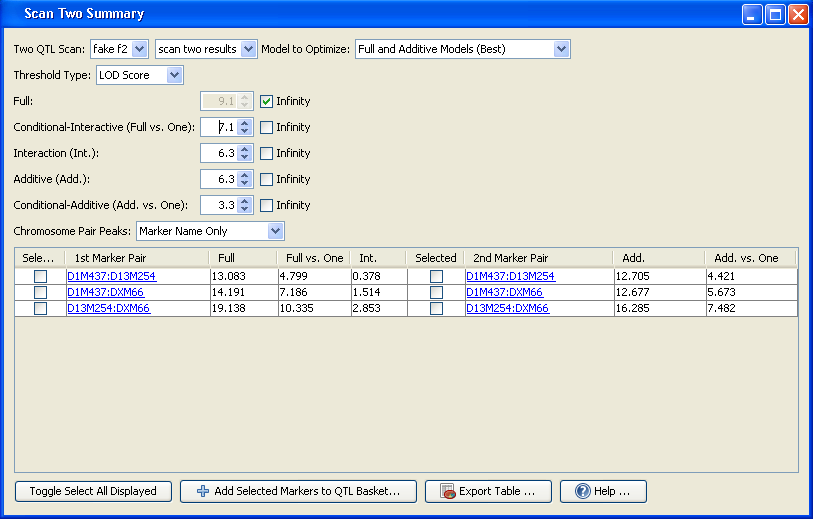 Scan Two Summary
Two QTL Scan: fake f2 scan two results Model to Optimize: Full and Additive Models (Best)
Threshold Type: LOD Score
Full: 9.1 Infinity
Conditional-Interactive (Full vs. One): 7.1 Infinity
Interaction (Int.): 6.3 Infinity
Additive (Add.): 6.3 Infinity
Conditional-Additive (Add. vs. One): 3.3 Infinity
Chromosome Pair Peaks: Marker Name Only
Sele... 1st Marker Pair Full Full vs. One Int. Selected 2nd Marker Pair Add. Add. vs. One
D1M437:D13M254 13.083 4.799 0.378 D1M437:D13M254 12.705 4.421
D1M437:DXM66 14.191 7.186 1.514 D1M437:DXM66 12.677 5.673
D13M254:DXM66 19.138 10.335 2.853 D13M254:DXM66 16.285 7.482
Toggle Select All Displayed Add Selected Markers to QTL Basket... Export Table ... Help ...